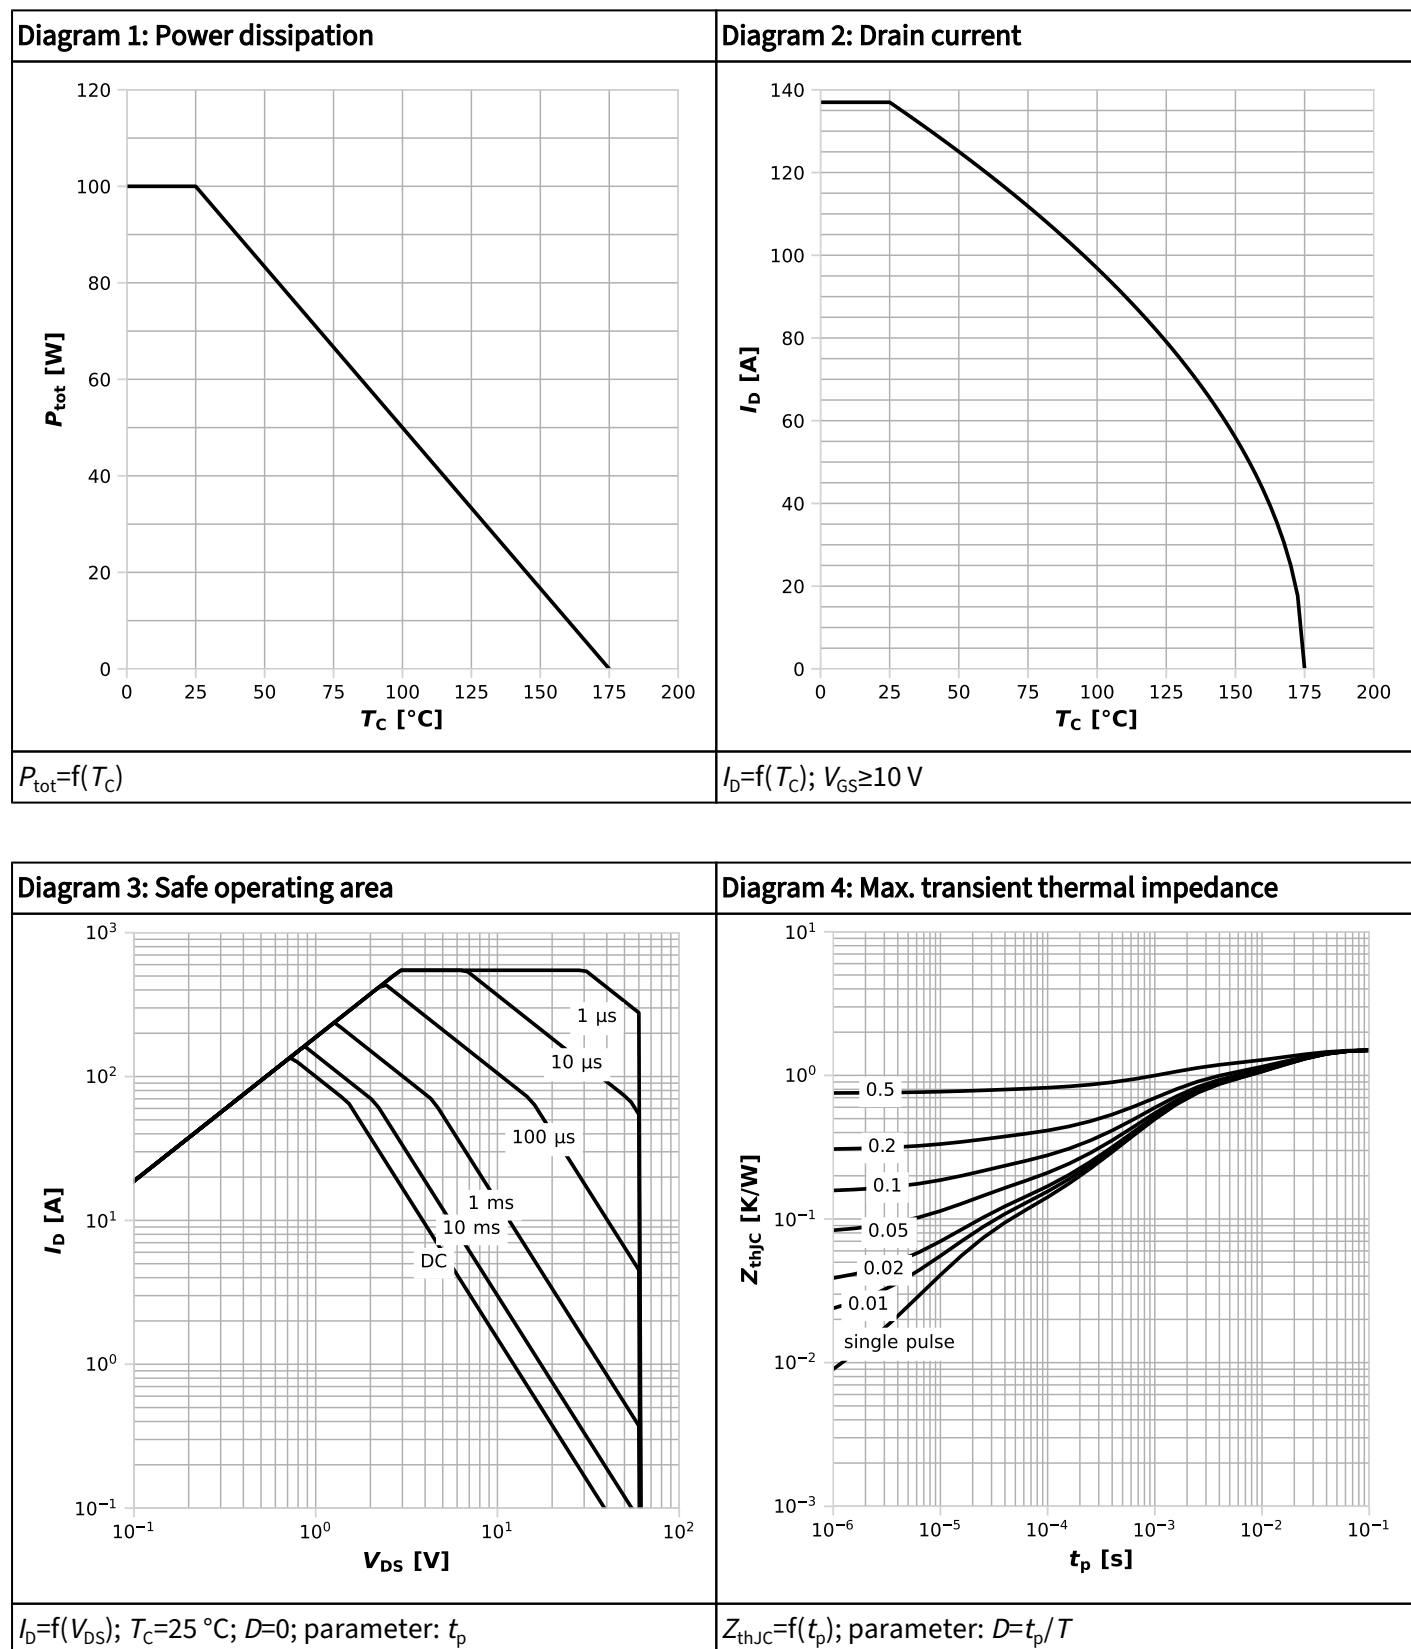 Diagram 1: Power dissipation
Diagram 2: Drain current
120
100
80
60
40
20
0
Ptot [W]
0 25 50 75 100 125 150 175 200
TC [°C]
140
120
100
80
60
40
20
0
ID [A]
0 25 50 75 100 125 150 175 200
TC [°C]
Ptot=f(TC)
ID=f(TC); VGS≥10 V
Diagram 3: Safe operating area
Diagram 4: Max. transient thermal impedance
10³
10²
10¹
10⁰
10⁻¹
ID [A]
1 µs
10 µs
100 µs
1 ms
10 ms
DC
10⁻¹ 10⁰ 10¹ 10²
VDS [V]
10¹
10⁰
10⁻¹
10⁻²
10⁻³
ZthJC [K/W]
0.5
0.2
0.1
0.05
0.02
0.01
single pulse
10⁻⁶ 10⁻⁵ 10⁻⁴ 10⁻³ 10⁻² 10⁻¹
tp [s]
ID=f(VDS); TC=25 °C; D=0; parameter: tp
ZthJC=f(tp); parameter: D=tp/T